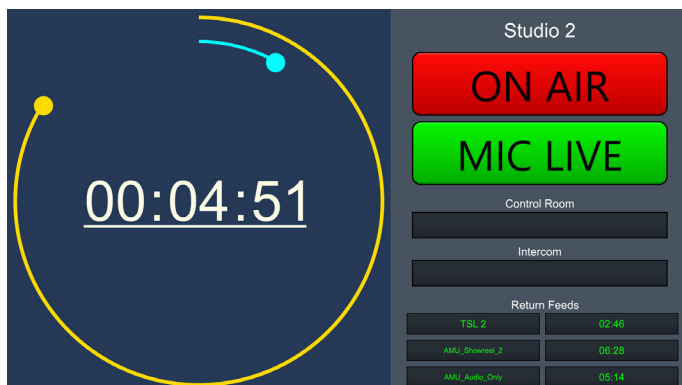 00:04:51
Studio 2
ON AIR
MIC LIVE
Control Room
Intercom
Return Feeds
TSL 2 02:46
AMU_Showreel_2 06:28
AMU_Audio_Only 05:14